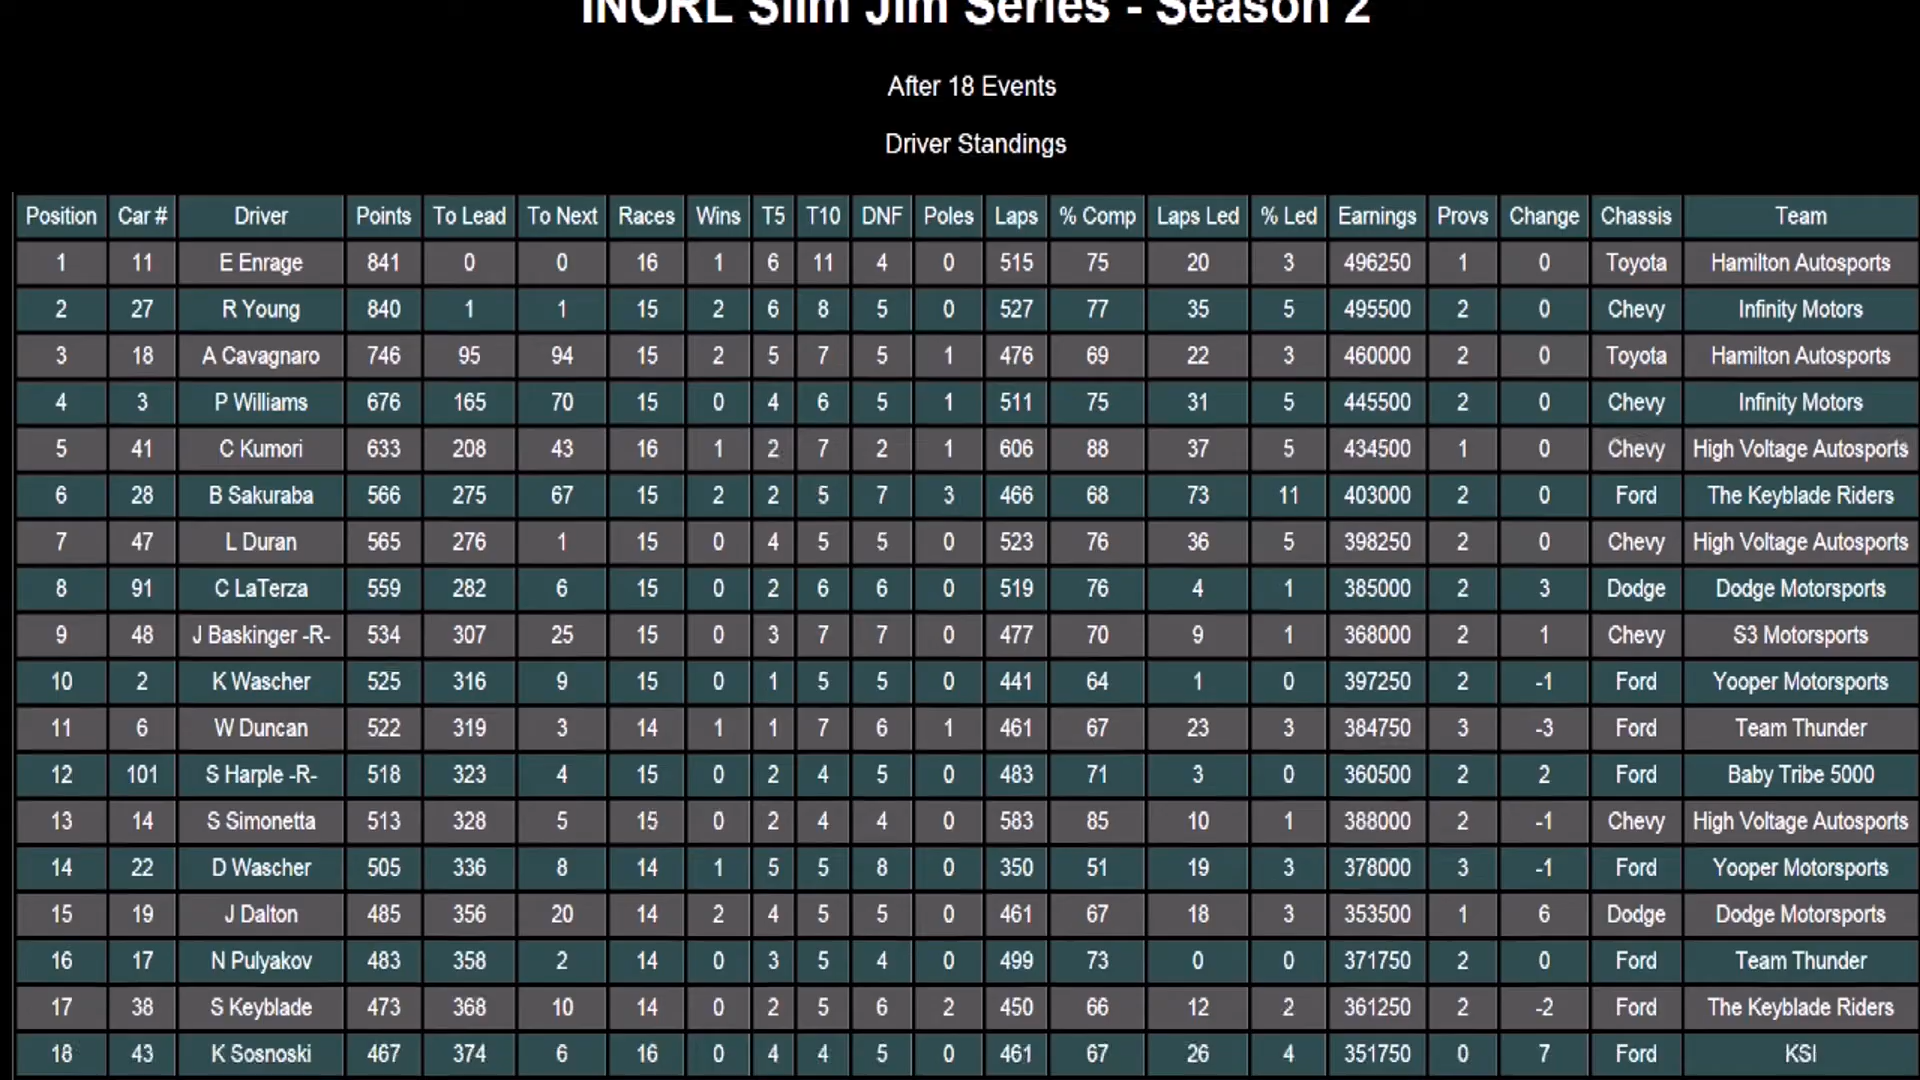 INORL Slim Jim Series - Season 2
After 18 Events
Driver Standings
Position Car # Driver Points To Lead To Next Races Wins T5 T10 DNF Poles Laps % Comp Laps Led % Led Earnings Provs Change Chassis Team
1 11 E Enrage 841 0 0 16 1 6 11 4 0 515 75 20 3 496250 1 0 Toyota Hamilton Autosports
2 27 R Young 840 1 1 15 2 6 8 5 0 527 77 35 5 495500 2 0 Chevy Infinity Motors
3 18 A Cavagnaro 746 95 94 15 2 5 7 5 1 476 69 22 3 460000 2 0 Toyota Hamilton Autosports
4 3 P Williams 676 165 70 15 0 4 6 5 1 511 75 31 5 445500 2 0 Chevy Infinity Motors
5 41 C Kumori 633 208 43 16 1 2 7 2 1 606 88 37 5 434500 1 0 Chevy High Voltage Autosports
6 28 B Sakuraba 566 275 67 15 2 2 5 7 3 466 68 73 11 403000 2 0 Ford The Keyblade Riders
7 47 L Duran 565 276 1 15 0 4 5 5 0 523 76 36 5 398250 2 0 Chevy High Voltage Autosports
8 91 C LaTerza 559 282 6 15 0 2 6 6 0 519 76 4 1 385000 2 3 Dodge Dodge Motorsports
9 48 J Baskinger -R- 534 307 25 15 0 3 7 7 0 477 70 9 1 368000 2 1 Chevy S3 Motorsports
10 2 K Wascher 525 316 9 15 0 1 5 5 0 441 64 1 0 397250 2 -1 Ford Yooper Motorsports
11 6 W Duncan 522 319 3 14 1 1 7 6 1 461 67 23 3 384750 3 -3 Ford Team Thunder
12 101 S Harple -R- 518 323 4 15 0 2 4 5 0 483 71 3 0 360500 2 2 Ford Baby Tribe 5000
13 14 S Simonetta 513 328 5 15 0 2 4 4 0 583 85 10 1 388000 2 -1 Chevy High Voltage Autosports
14 22 D Wascher 505 336 8 14 1 5 5 8 0 350 51 19 3 378000 3 -1 Ford Yooper Motorsports
15 19 J Dalton 485 356 20 14 2 4 5 5 0 461 67 18 3 353500 1 6 Dodge Dodge Motorsports
16 17 N Pulyakov 483 358 2 14 0 3 5 4 0 499 73 0 0 371750 2 0 Ford Team Thunder
17 38 S Keyblade 473 368 10 14 0 2 5 6 2 450 66 12 2 361250 2 -2 Ford The Keyblade Riders
18 43 K Sosnoski 467 374 6 16 0 4 4 5 0 461 67 26 4 351750 0 7 Ford KSI